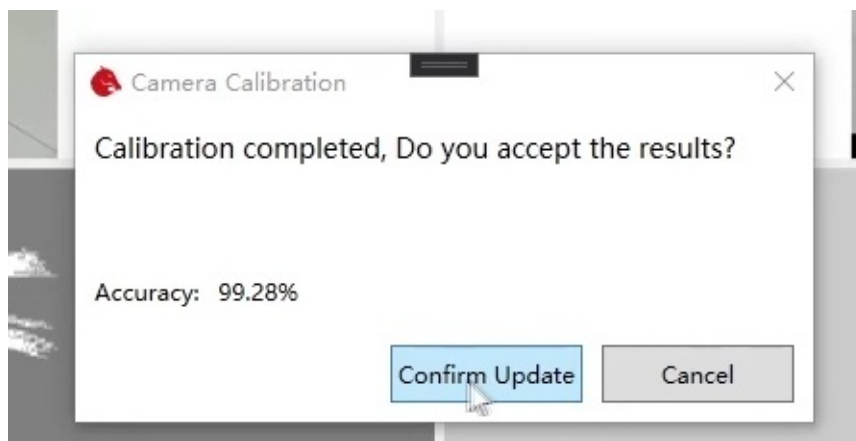 Camera Calibration
Calibration completed, Do you accept the results?
Accuracy: 99.28%
Confirm Update
Cancel